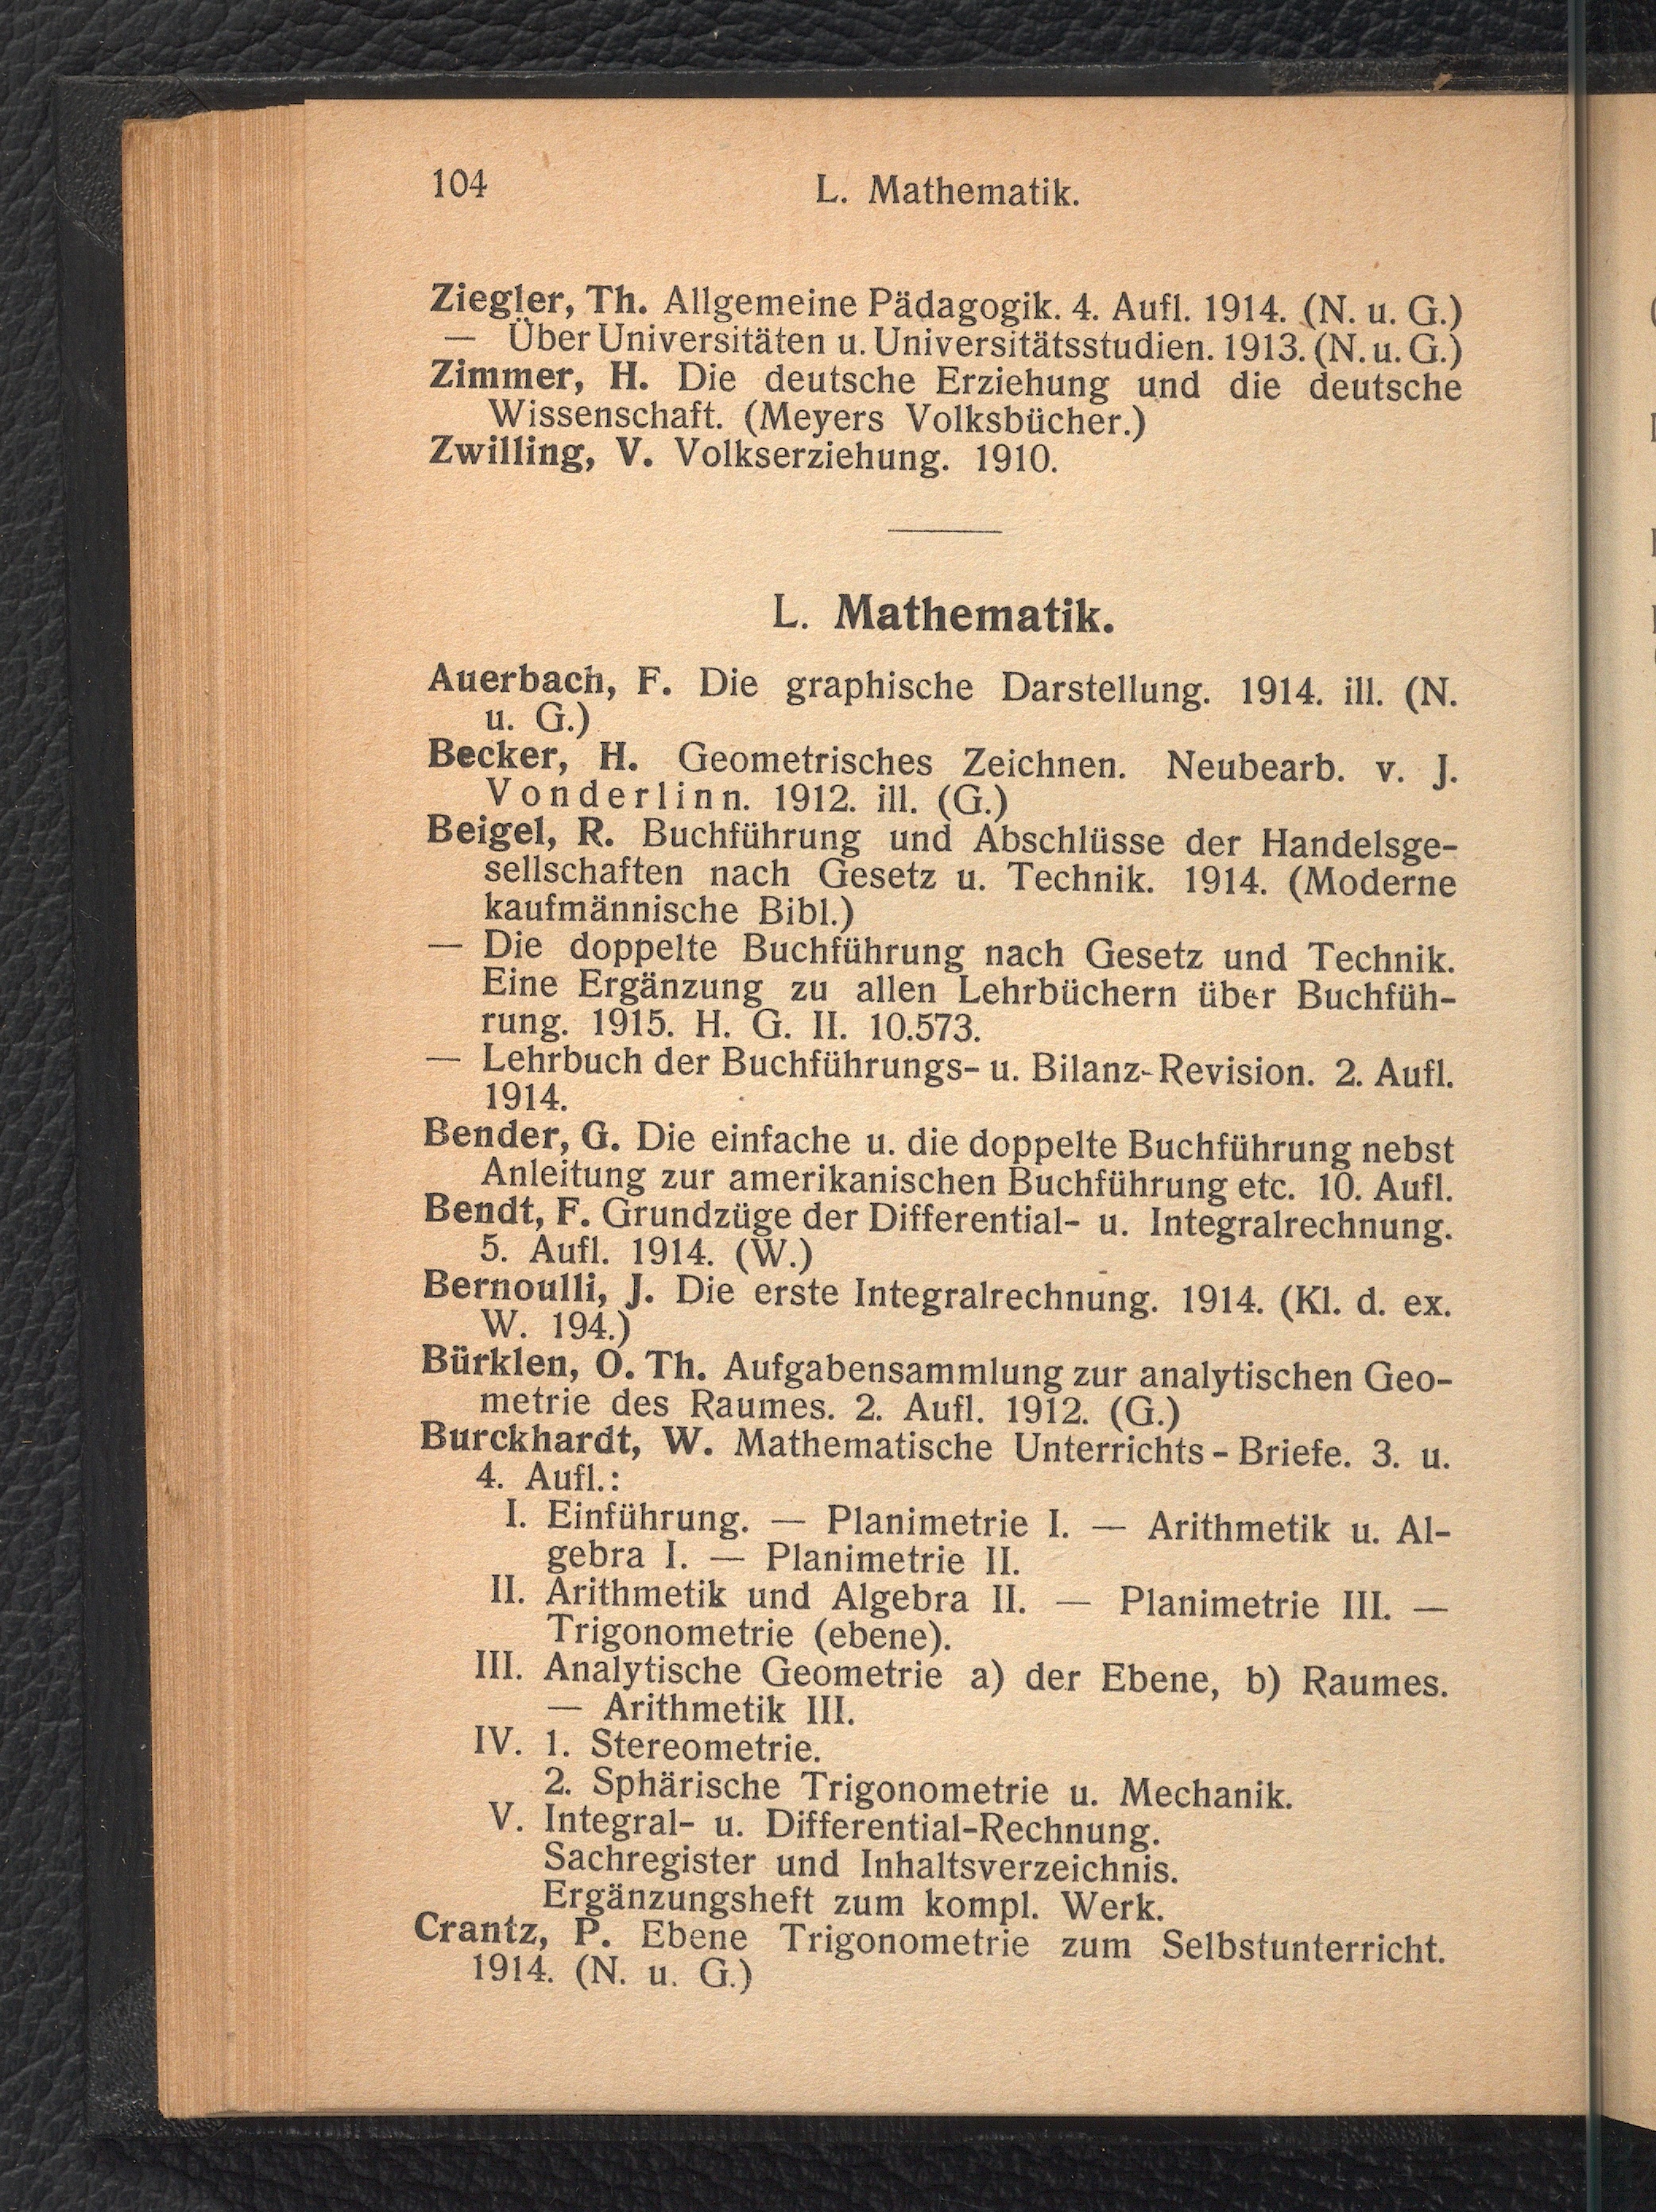 104
L. Mathematik.
Ziegler, Th. Allgemeine Pädagogik. 4. Aufl. 1914. (N. u. G.)
— Über Universitäten u. Universitätsstudien. 1913. (N. u. G.)
Zimmer, H. Die deutsche Erziehung und die deutsche
Wissenschaft. (Meyers Volksbücher.)
Zwilling, V. Volkserziehung. 1910.
L. Mathematik.
Auerbach, F. Die graphische Darstellung. 1914. ill. (N.
u. G.)
Becker, H. Geometrisches Zeichnen. Neubearb. v. J.
Vonderlinn. 1912. ill. (G.)
Beigel, R. Buchführung und Abschlüsse der Handelsge-
sellschaften nach Gesetz u. Technik. 1914. (Moderne
kaufmännische Bibl.)
— Die doppelte Buchführung nach Gesetz und Technik.
Eine Ergänzung zu allen Lehrbüchern über Buchfüh-
rung. 1915. H. G. II. 10.573.
— Lehrbuch der Buchführungs- u. Bilanz-Revision. 2. Aufl.
1914.
Bender, G. Die einfache u. die doppelte Buchführung nebst
Anleitung zur amerikanischen Buchführung etc. 10. Aufl.
Bendt, F. Grundzüge der Differential- u. Integralrechnung.
5. Aufl. 1914. (W.)
Bernoulli, J. Die erste Integralrechnung. 1914. (Kl. d. ex.
W. 194.)
Bürklen, O. Th. Aufgabensammlung zur analytischen Geo-
metrie des Raumes. 2. Aufl. 1912. (G.)
Burckhardt, W. Mathematische Unterrichts-Briefe. 3. u.
4. Aufl.:
I. Einführung. — Planimetrie I. — Arithmetik u. Al-
gebra I. — Planimetrie II.
II. Arithmetik und Algebra II. — Planimetrie III. —
Trigonometrie (ebene).
III. Analytische Geometrie a) der Ebene, b) Raumes.
— Arithmetik III.
IV. 1. Stereometrie.
2. Sphärische Trigonometrie u. Mechanik.
V. Integral- u. Differential-Rechnung.
Sachregister und Inhaltsverzeichnis.
Ergänzungsheft zum kompl. Werk.
Crantz, P. Ebene Trigonometrie zum Selbstunterricht.
1914. (N. u. G.)